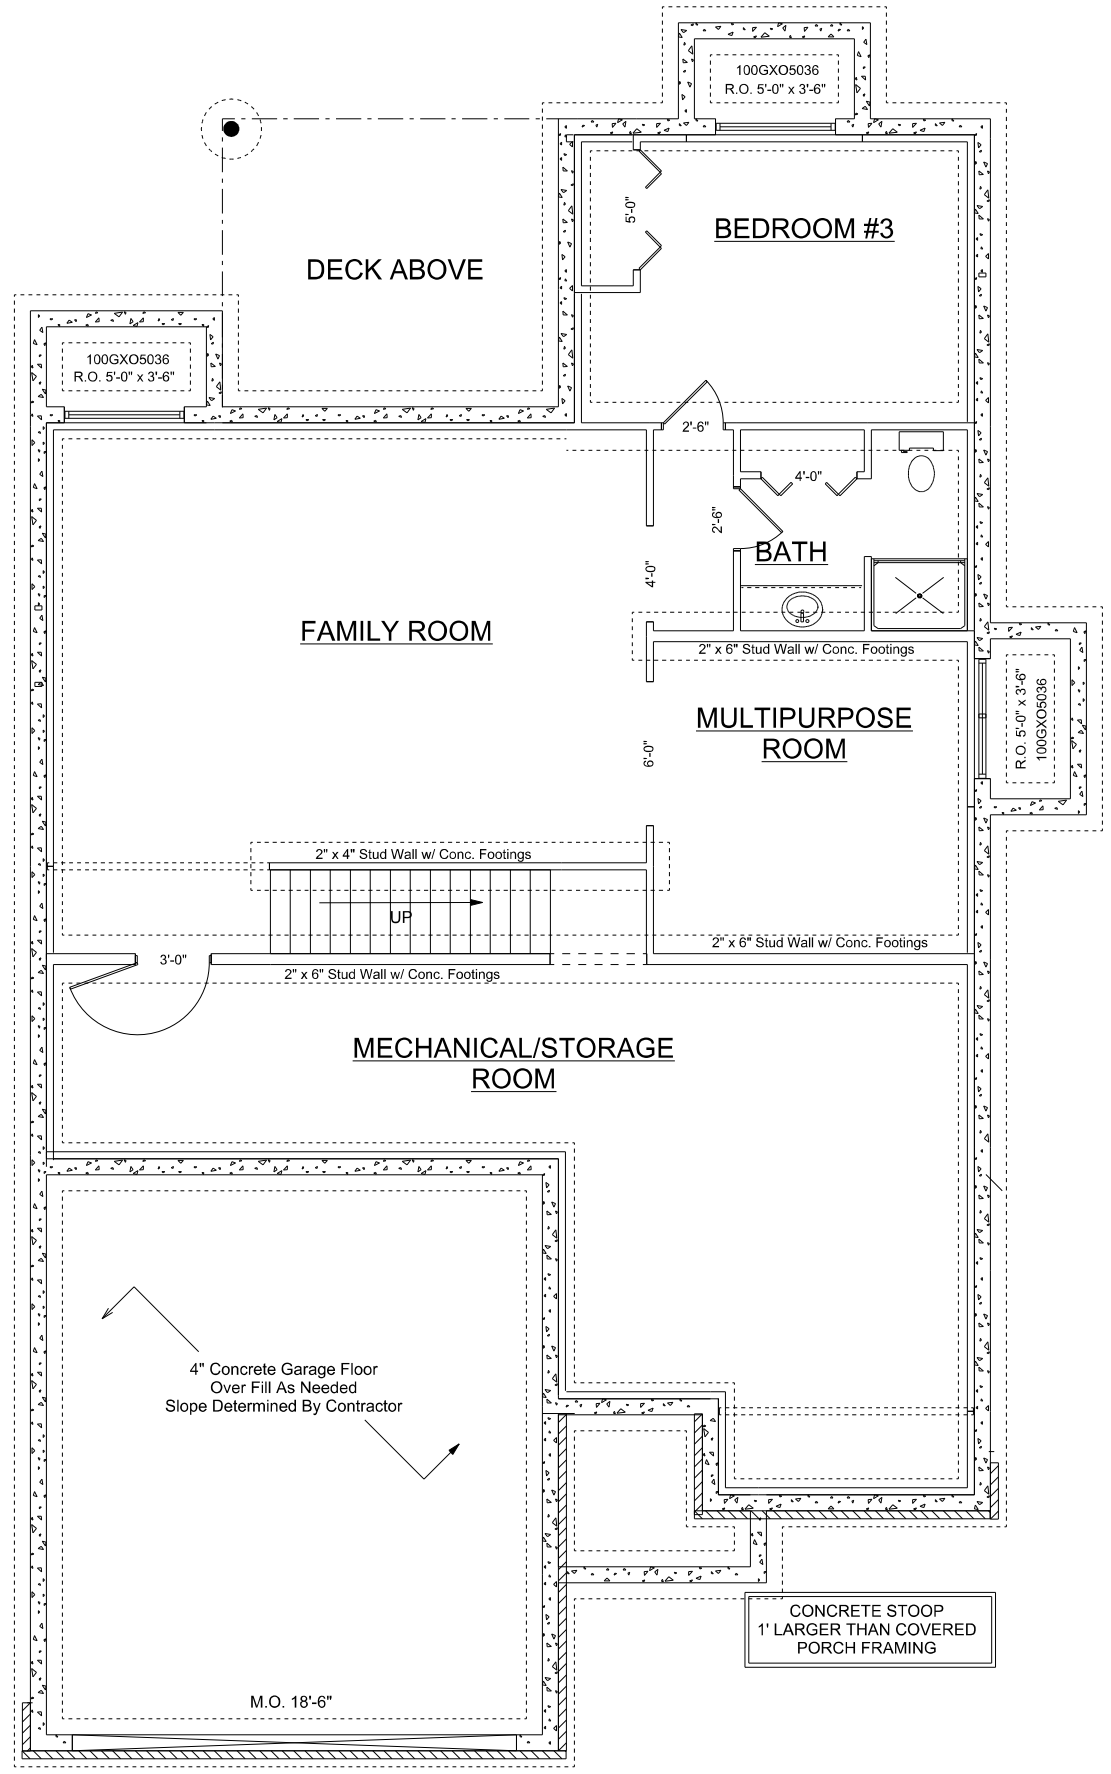 100GXO5036
R.O. 5'-0" x 3'-6"
5'-0"
BEDROOM #3
DECK ABOVE
100GXO5036
R.O. 5'-0" x 3'-6"
2'-6"
4'-0"
2'-6"
BATH
4'-0"
FAMILY ROOM
2" x 6" Stud Wall w/ Conc. Footings
R.O. 5'-0" x 3'-6"
100GXO5036
MULTIPURPOSE
ROOM
6'-0"
2" x 4" Stud Wall w/ Conc. Footings
UP
2" x 6" Stud Wall w/ Conc. Footings
3'-0"
2" x 6" Stud Wall w/ Conc. Footings
MECHANICAL/STORAGE
ROOM
4" Concrete Garage Floor
Over Fill As Needed
Slope Determined By Contractor
CONCRETE STOOP
1' LARGER THAN COVERED
PORCH FRAMING
M.O. 18'-6"